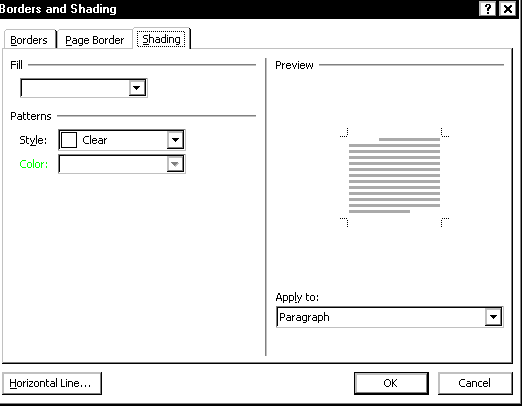 Borders and Shading
Borders Page Border Shading
Fill
Preview
Patterns
Style: Clear
Color:
Apply to:
Paragraph
Horizontal Line... OK Cancel